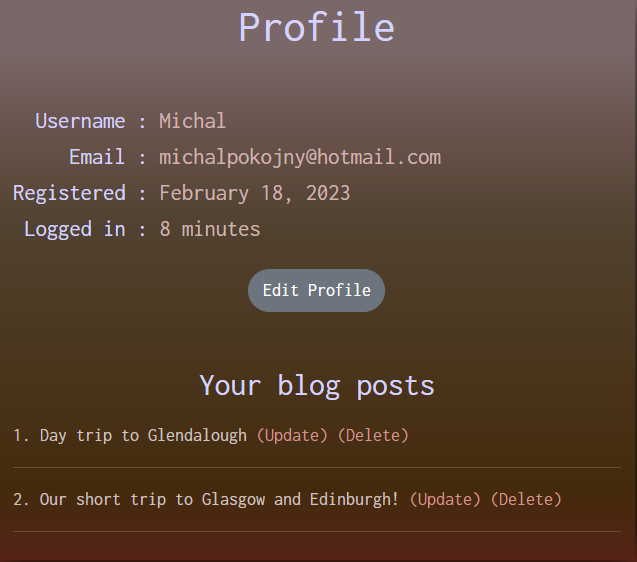 Profile
Username : Michal
Email : michalpokojny@hotmail.com
Registered : February 18, 2023
Logged in : 8 minutes
Edit Profile
Your blog posts
1. Day trip to Glendalough (Update) (Delete)
2. Our short trip to Glasgow and Edinburgh! (Update) (Delete)